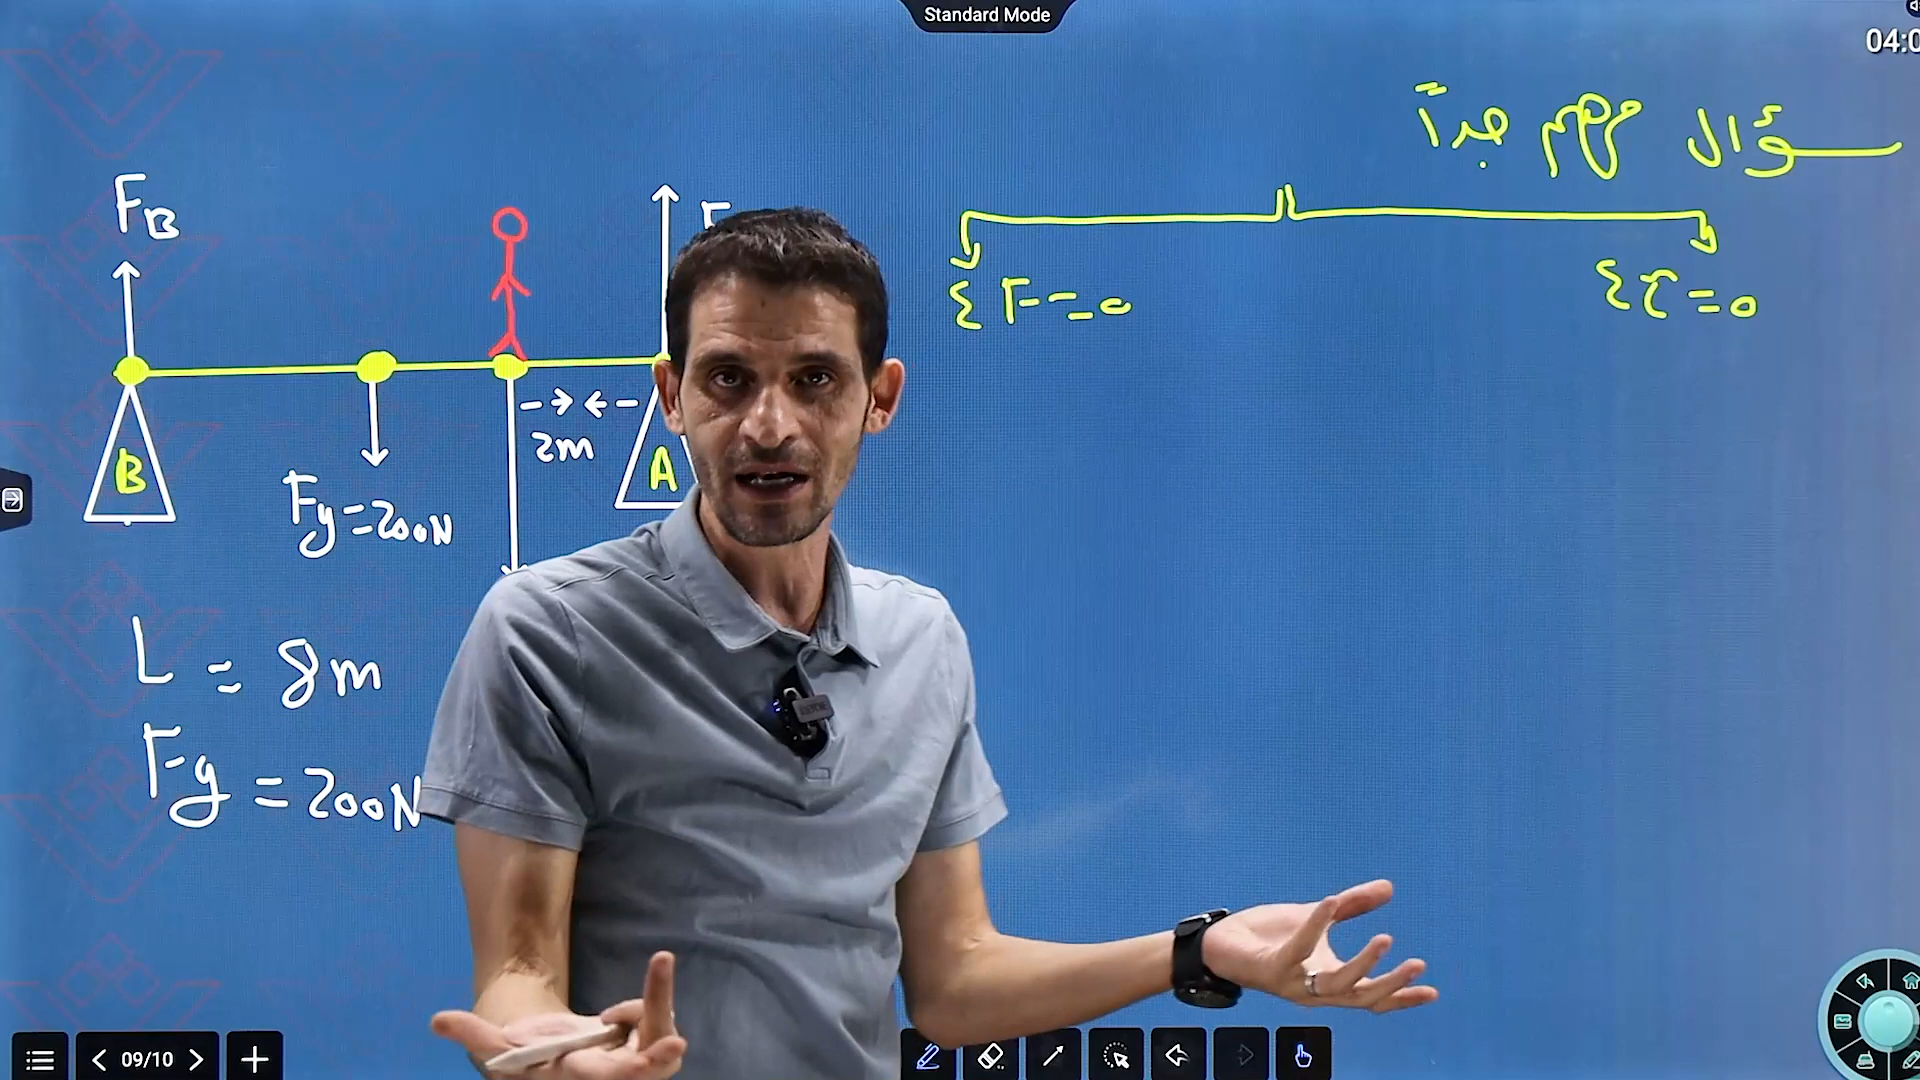 Standard Mode
04:0
سؤال مهم جداً
F_B
F
ΣF=0
Στ=0
2m
B
A
Fg=200N
L = 8m
Fg = 200N
09/10